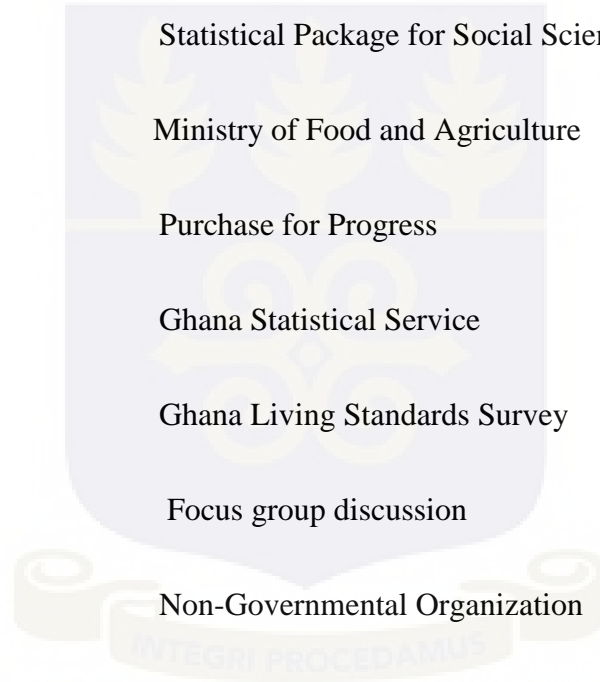 Statistical Package for Social
Ministry of Food and Agriculture
Purchase for Progress
Ghana Statistical Service
Ghana Living Standards Survey
Focus group discussion
Non-Governmental Organization
INTEGRI PROCEDAMUS